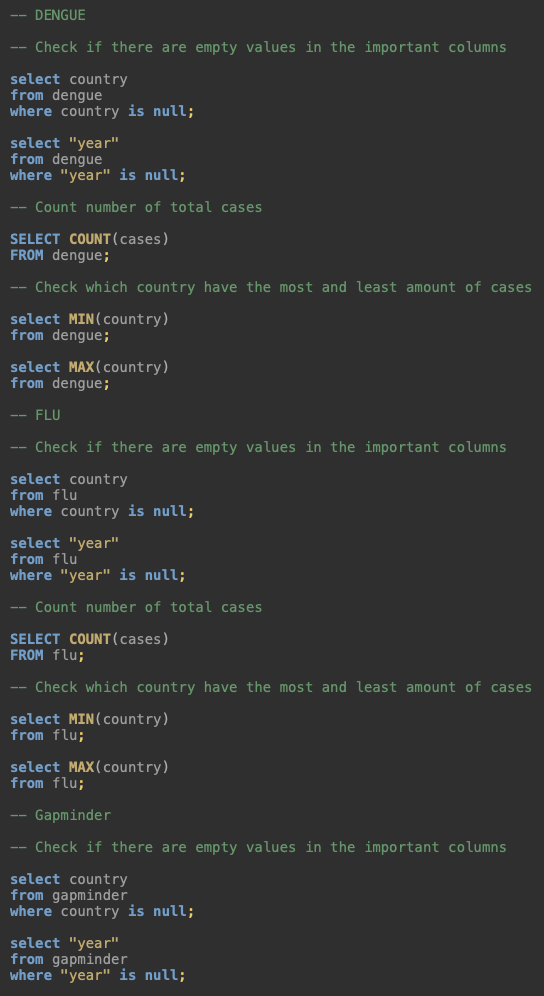 -- DENGUE
-- Check if there are empty values in the important columns
select country
from dengue
where country is null;
select "year"
from dengue
where "year" is null;
-- Count number of total cases
SELECT COUNT(cases)
FROM dengue;
-- Check which country have the most and least amount of cases
select MIN(country)
from dengue;
select MAX(country)
from dengue;
-- FLU
-- Check if there are empty values in the important columns
select country
from flu
where country is null;
select "year"
from flu
where "year" is null;
-- Count number of total cases
SELECT COUNT(cases)
FROM flu;
-- Check which country have the most and least amount of cases
select MIN(country)
from flu;
select MAX(country)
from flu;
-- Gapminder
-- Check if there are empty values in the important columns
select country
from gapminder
where country is null;
select "year"
from gapminder
where "year" is null;